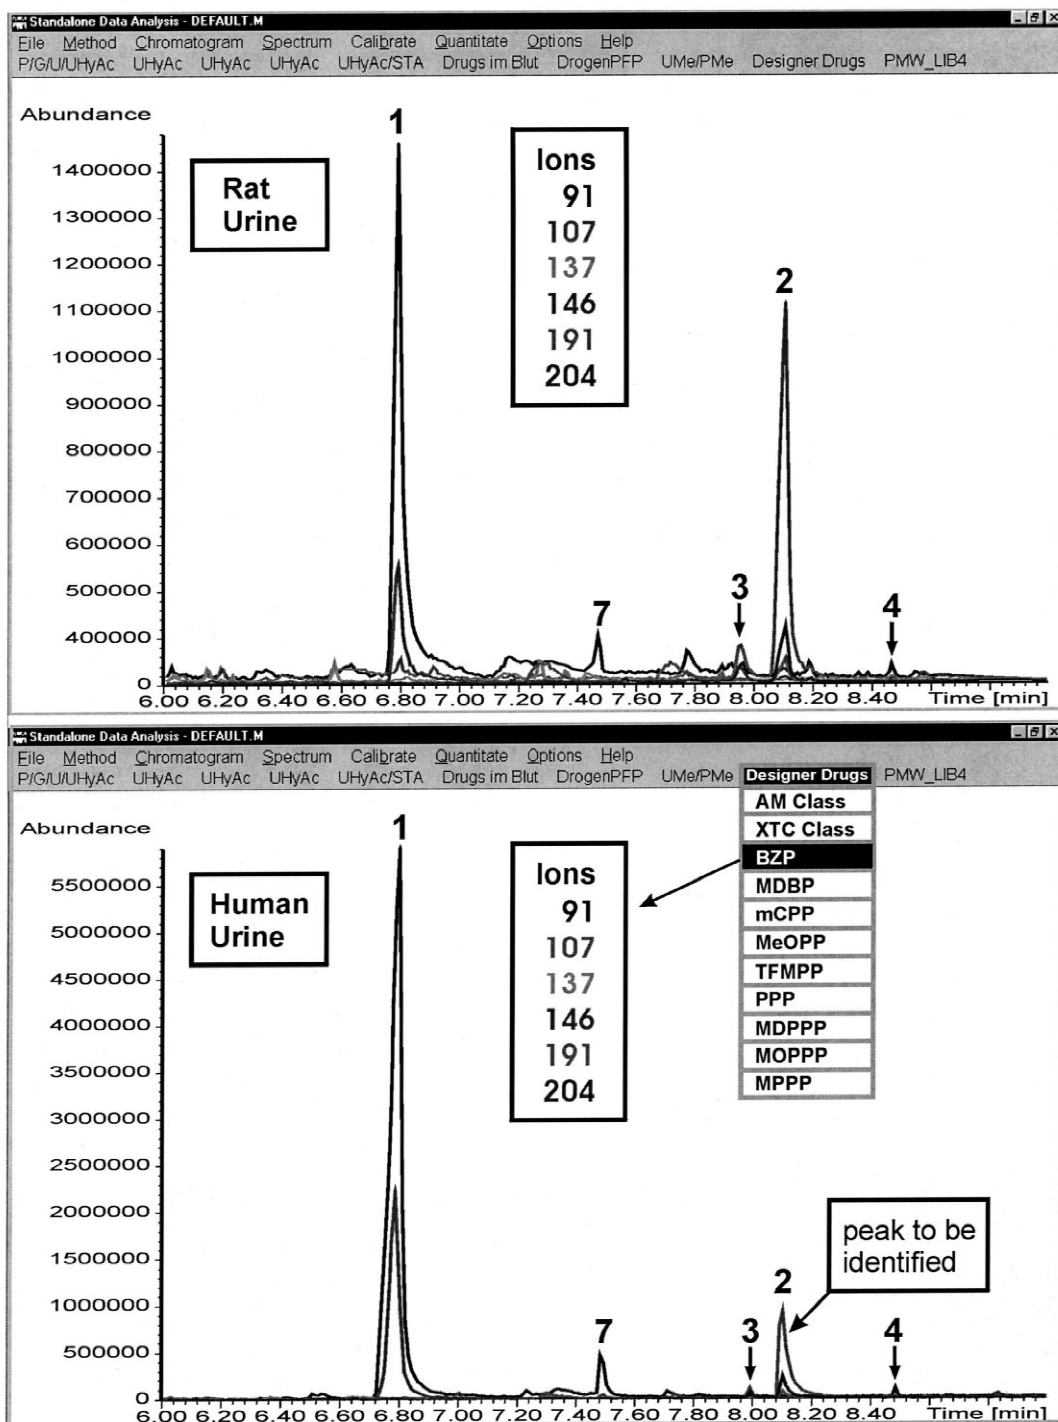 Standalone Data Analysis - DEFAULT.M
File Method Chromatogram Spectrum Calibrate Quantitate Options Help
P/G/U/UHyAc UHyAc UHyAc UHyAc UHyAc/STA Drugs im Blut DrogenPFP UMe/PMe Designer Drugs PMW_LIB4
Abundance
1
1400000
1300000
1200000
1100000
1000000
900000
800000
700000
600000
500000
400000
0
Rat
Urine
Ions
91
107
137
146
191
204
2
7
3
4
6.00 6.20 6.40 6.60 6.80 7.00 7.20 7.40 7.60 7.80 8.00 8.20 8.40 Time [min]
Standalone Data Analysis - DEFAULT.M
File Method Chromatogram Spectrum Calibrate Quantitate Options Help
P/G/U/UHyAc UHyAc UHyAc UHyAc UHyAc/STA Drugs im Blut DrogenPFP UMe/PMe Designer Drugs PMW_LIB4
AM Class
XTC Class
BZP
MDBP
mCPP
MeOPP
TFMPP
PPP
MDPPP
MOPPP
MPPP
Abundance
1
5500000
5000000
4500000
4000000
3500000
3000000
2500000
2000000
1500000
1000000
500000
0
Human
Urine
Ions
91
107
137
146
191
204
peak to be
identified
2
7
3
4
6.00 6.20 6.40 6.60 6.80 7.00 7.20 7.40 7.60 7.80 8.00 8.20 8.40 Time [min]